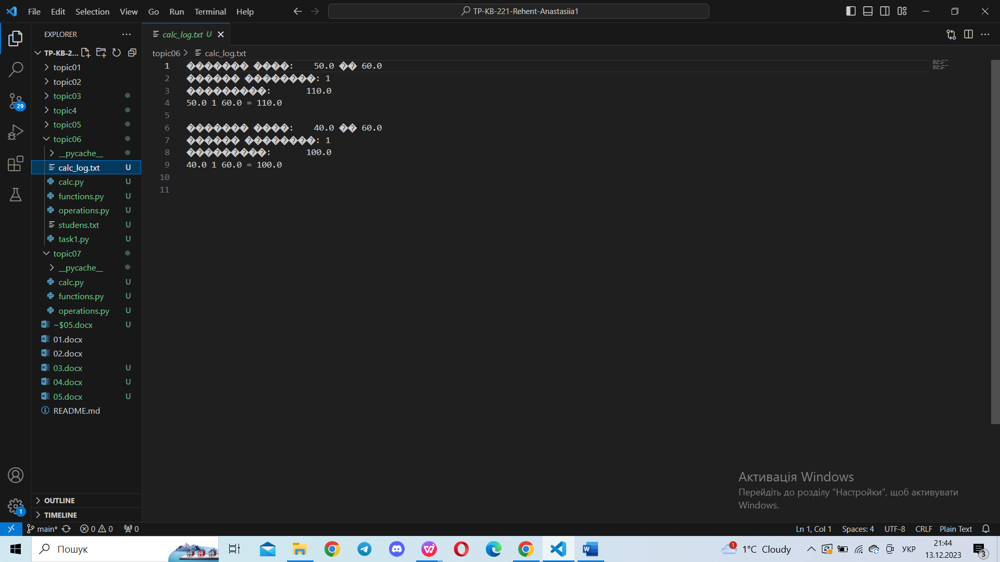 File Edit Selection View Go Run Terminal Help
TP-KB-221-Rehent-Anastasiia1
EXPLORER
calc_log.txt U
TP-KB-2...
topic06 > calc_log.txt
topic01
topic02
topic03
topic4
topic05
topic06
__pycache__
calc_log.txt U
calc.py U
functions.py U
operations.py U
studens.txt U
task1.py U
topic07
__pycache__
calc.py U
functions.py U
operations.py U
~$05.docx U
01.docx
02.docx
03.docx U
04.docx U
05.docx U
README.md
29
1
OUTLINE
TIMELINE
1 ������� ����: 50.0 �� 60.0
2 ������ ��������: 1
3 ���������: 110.0
4 50.0 1 60.0 = 110.0
5
6 ������� ����: 40.0 �� 60.0
7 ������ ��������: 1
8 ���������: 100.0
9 40.0 1 60.0 = 100.0
10
11
Активація Windows
Перейдіть до розділу "Настройки", щоб активувати
Windows.
main* 0 0 0
Ln 1, Col 1 Spaces: 4 UTF-8 CRLF Plain Text
Пошук
1
1°C Cloudy
УКР
21:44
13.12.2023
3